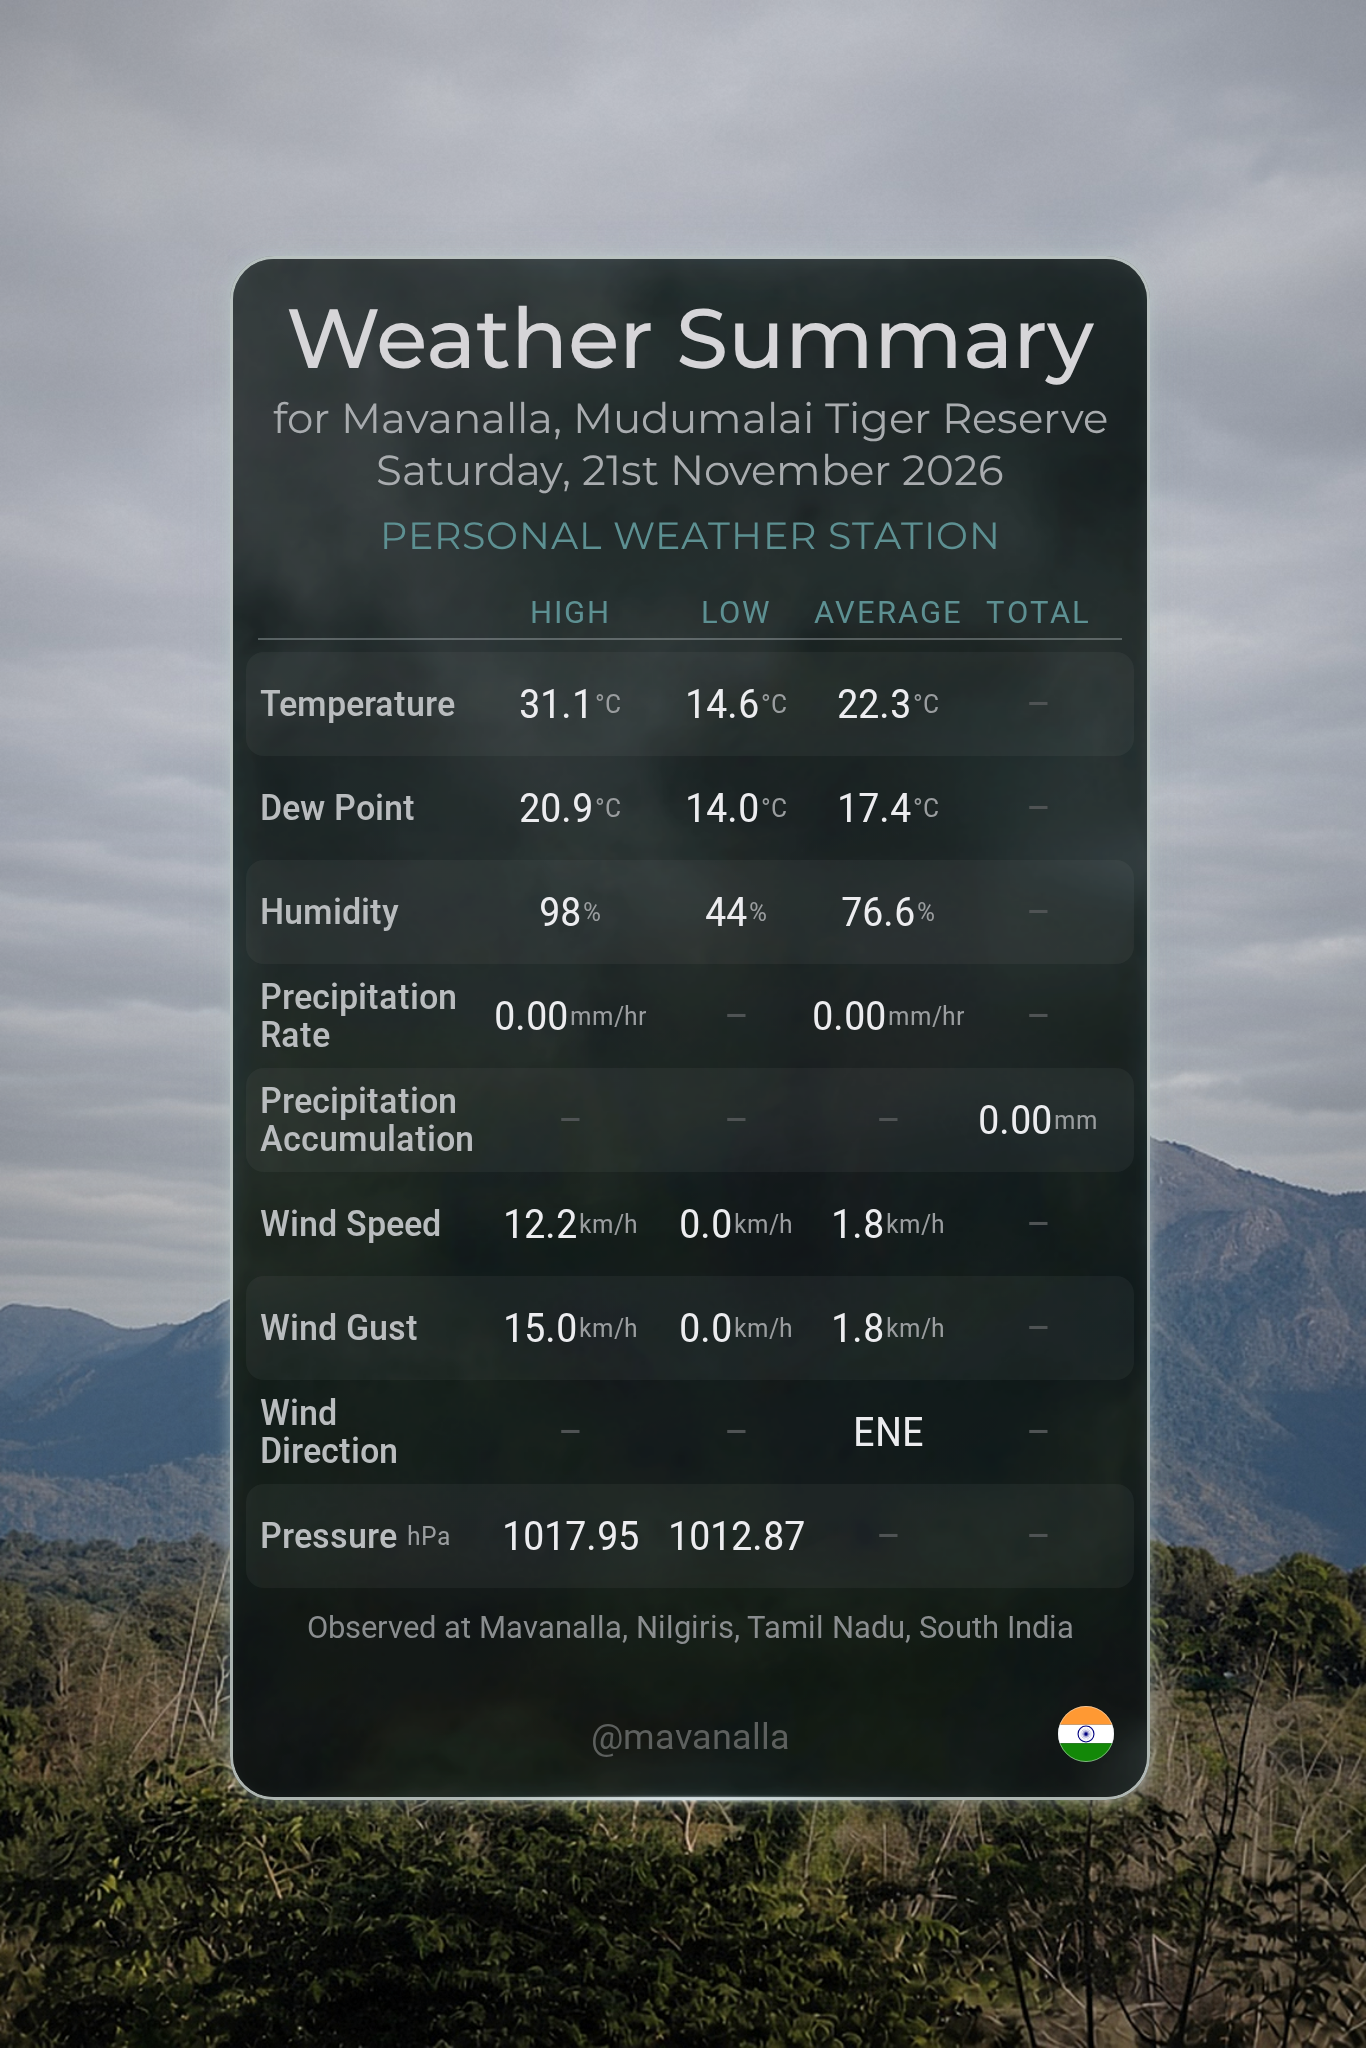 Weather Summary
for Mavanalla, Mudumalai Tiger Reserve
Saturday, 21st November 2026
PERSONAL WEATHER STATION
HIGH LOW AVERAGE TOTAL
Temperature 31.1°C 14.6°C 22.3°C –
Dew Point 20.9°C 14.0°C 17.4°C –
Humidity 98% 44% 76.6% –
Precipitation
Rate 0.00mm/hr – 0.00mm/hr –
Precipitation
Accumulation – – – 0.00mm
Wind Speed 12.2km/h 0.0km/h 1.8km/h –
Wind Gust 15.0km/h 0.0km/h 1.8km/h –
Wind
Direction – – ENE –
Pressure hPa 1017.95 1012.87 – –
Observed at Mavanalla, Nilgiris, Tamil Nadu, South India
@mavanalla